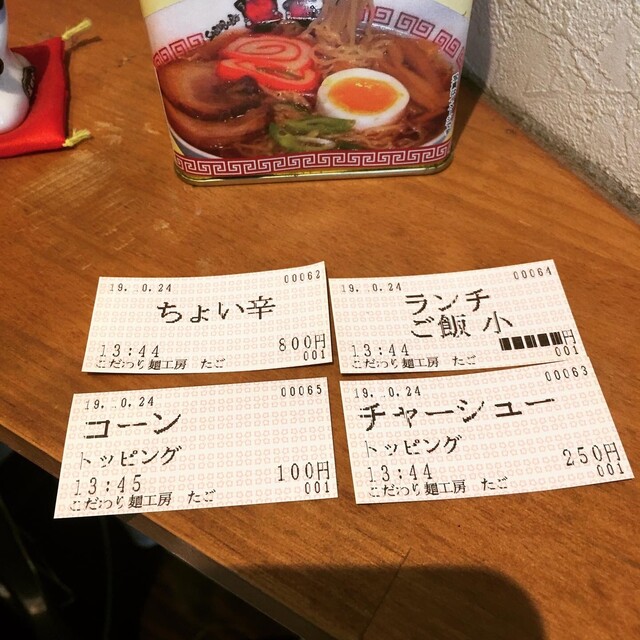 19. .0.24
00062
ちょい辛
13:44
800円
001
こだわり麺工房 たご
19. .0.24
00064
ランチ
ご飯 小
13:44
円
001
こだわり麺工房 たご
19. .0.24
00065
コーン
トッピング
13:45
100円
001
こだわり麺工房 たご
19. .0.24
00063
チャーシュー
トッピング
13:44
250円
001
こだわり麺工房 たご